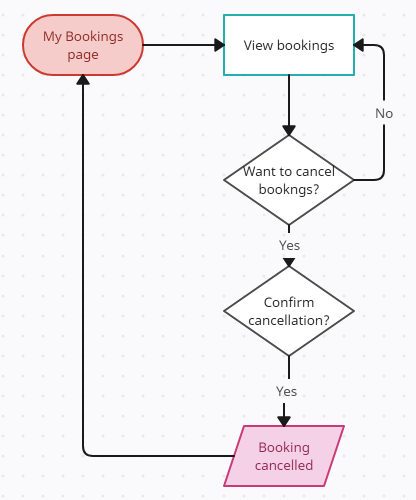 My Bookings
page
View bookings
No
Want to cancel
bookngs?
Yes
Confirm
cancellation?
Yes
Booking
cancelled